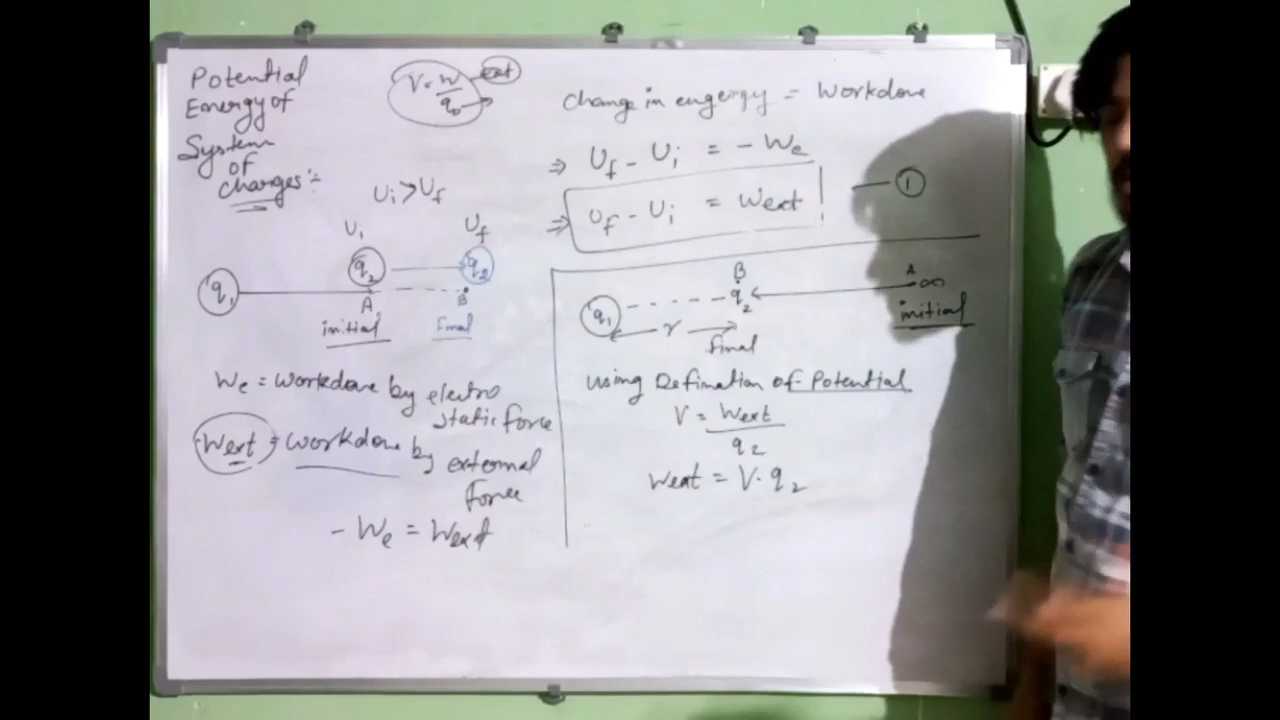 Potential
Energy of
System
of
charges:-
V = W/q₀
ext
Ui > Uf
Ui
Uf
q₁
q₂
q₂
A
B
initial
final
We = workdone by electro
static force
Wext = workdone by external
force
- We = Wext
change in engergy = Workdone
⇒ Uf - Ui = - We
⇒ Uf - Ui = Wext
1
B
A
q₁
q₂
∞
r
initial
final
using Defination of Potential
V = Wext/q₂
Wext = V · q₂